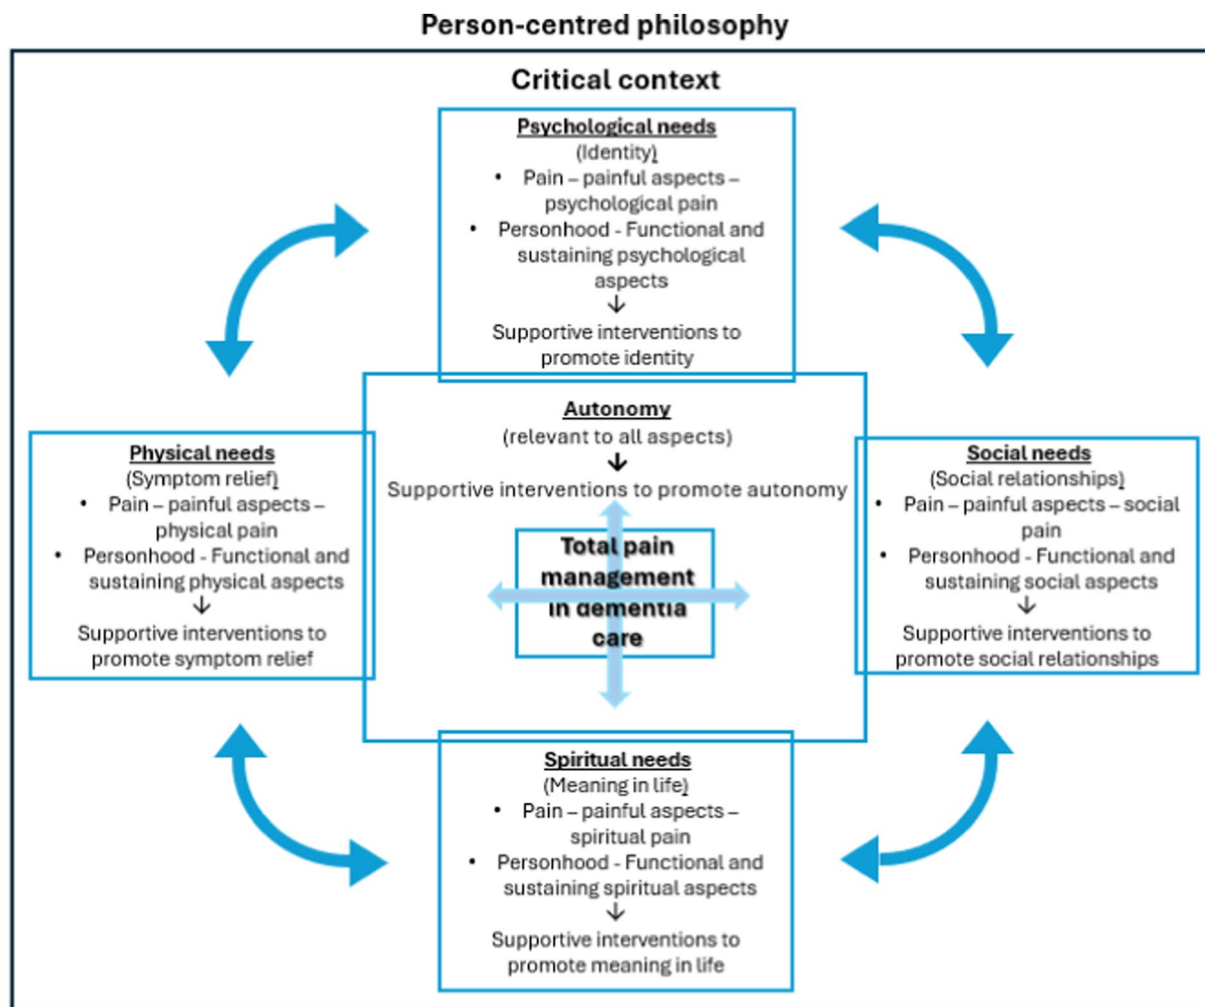 Person-centred philosophy
Critical context
Psychological needs
(Identity)
• Pain – painful aspects –
psychological pain
• Personhood - Functional and
sustaining psychological
aspects
↓
Supportive interventions to
promote identity
Physical needs
(Symptom relief)
• Pain – painful aspects –
physical pain
• Personhood - Functional and
sustaining physical aspects
↓
Supportive interventions to
promote symptom relief
Autonomy
(relevant to all aspects)
↓
Supportive interventions to promote autonomy
Total pain
management
in dementia
care
Social needs
(Social relationships)
• Pain – painful aspects – social
pain
• Personhood - Functional and
sustaining social aspects
↓
Supportive interventions to
promote social relationships
Spiritual needs
(Meaning in life)
• Pain – painful aspects –
spiritual pain
• Personhood - Functional and
sustaining spiritual aspects
↓
Supportive interventions to
promote meaning in life